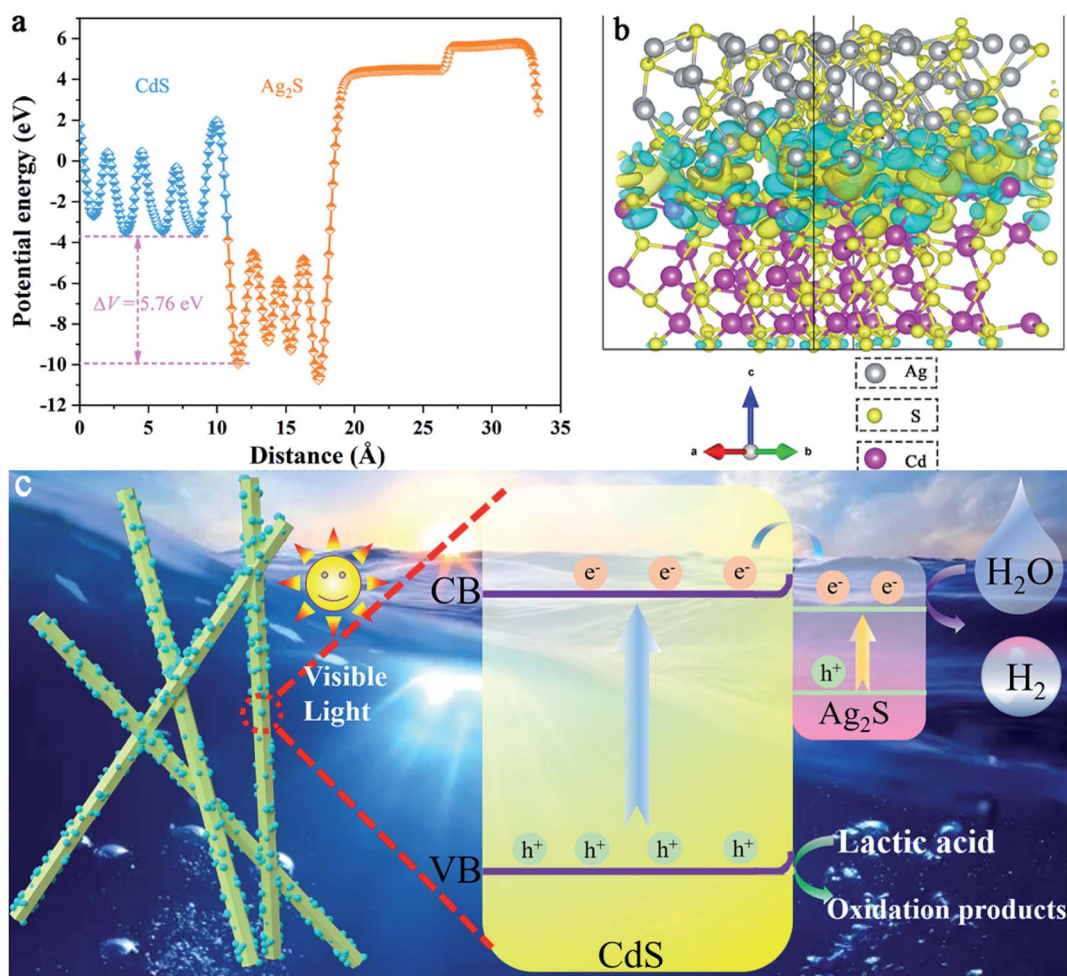 a
6
4
2
0
-2
-4
-6
-8
-10
-12
Potential energy (eV)
CdS
Ag₂S
ΔV = 5.76 eV
0 5 10 15 20 25 30 35
Distance (Å)
b
c
a
b
Ag
S
Cd
c
Visible
Light
CB
e⁻ e⁻ e⁻
e⁻ e⁻
H₂O
h⁺
H₂
Ag₂S
h⁺ h⁺ h⁺ h⁺
VB
Lactic acid
Oxidation products
CdS